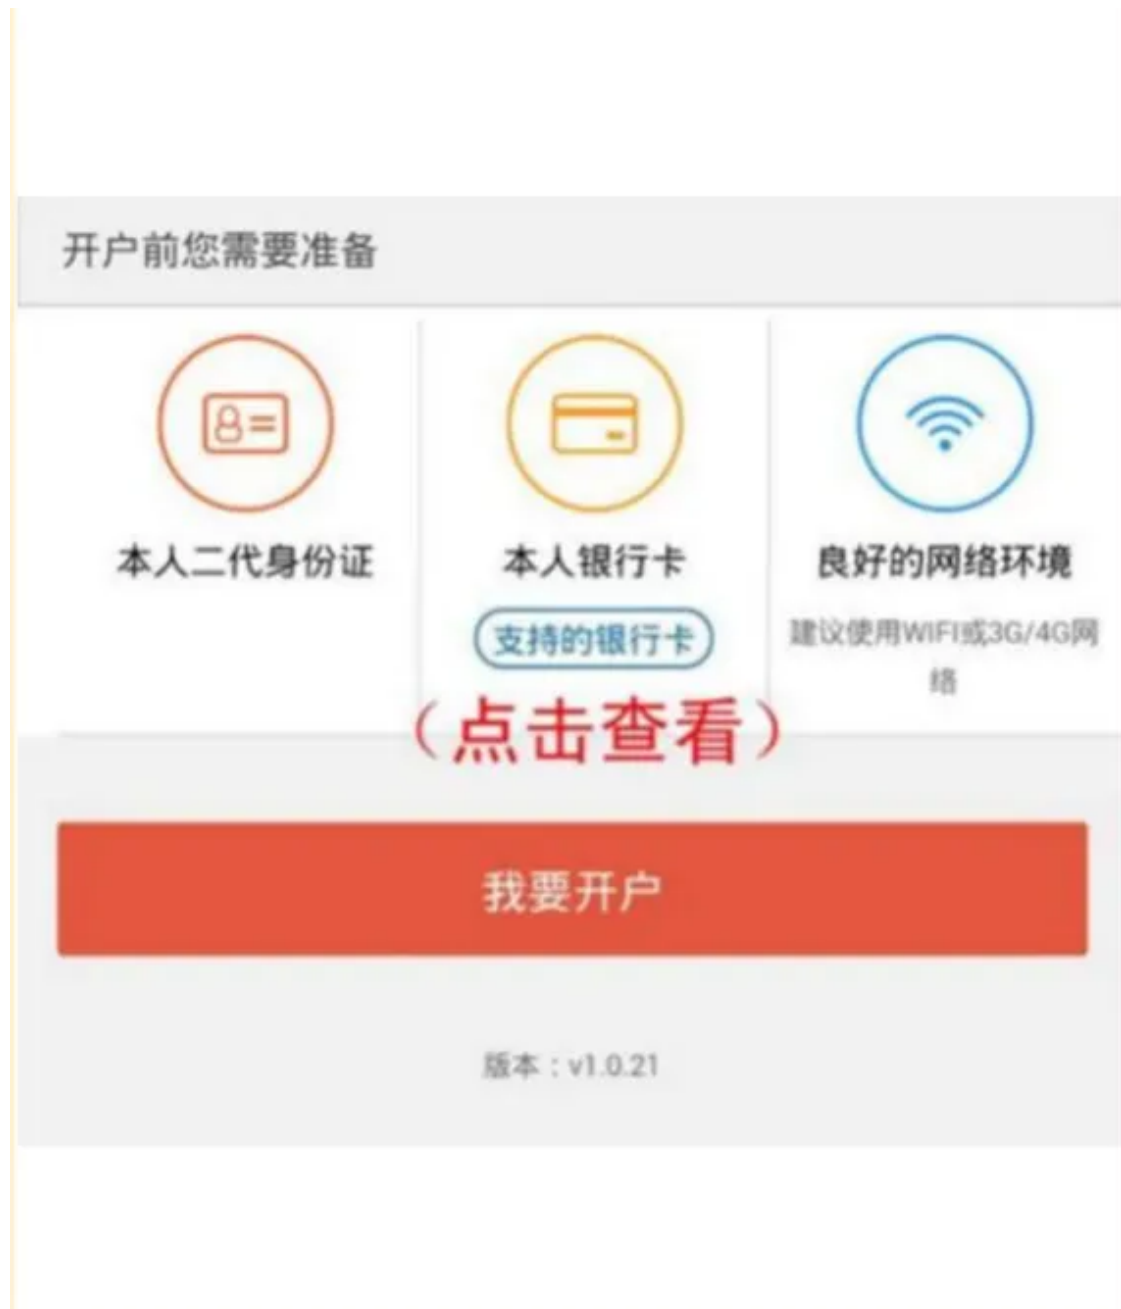 开户前您需要准备
本人二代身份证
本人银行卡
良好的网络环境
支持的银行卡
建议使用WIFI或3G/4G网
络
（点击查看）
我要开户
版本：v1.0.21